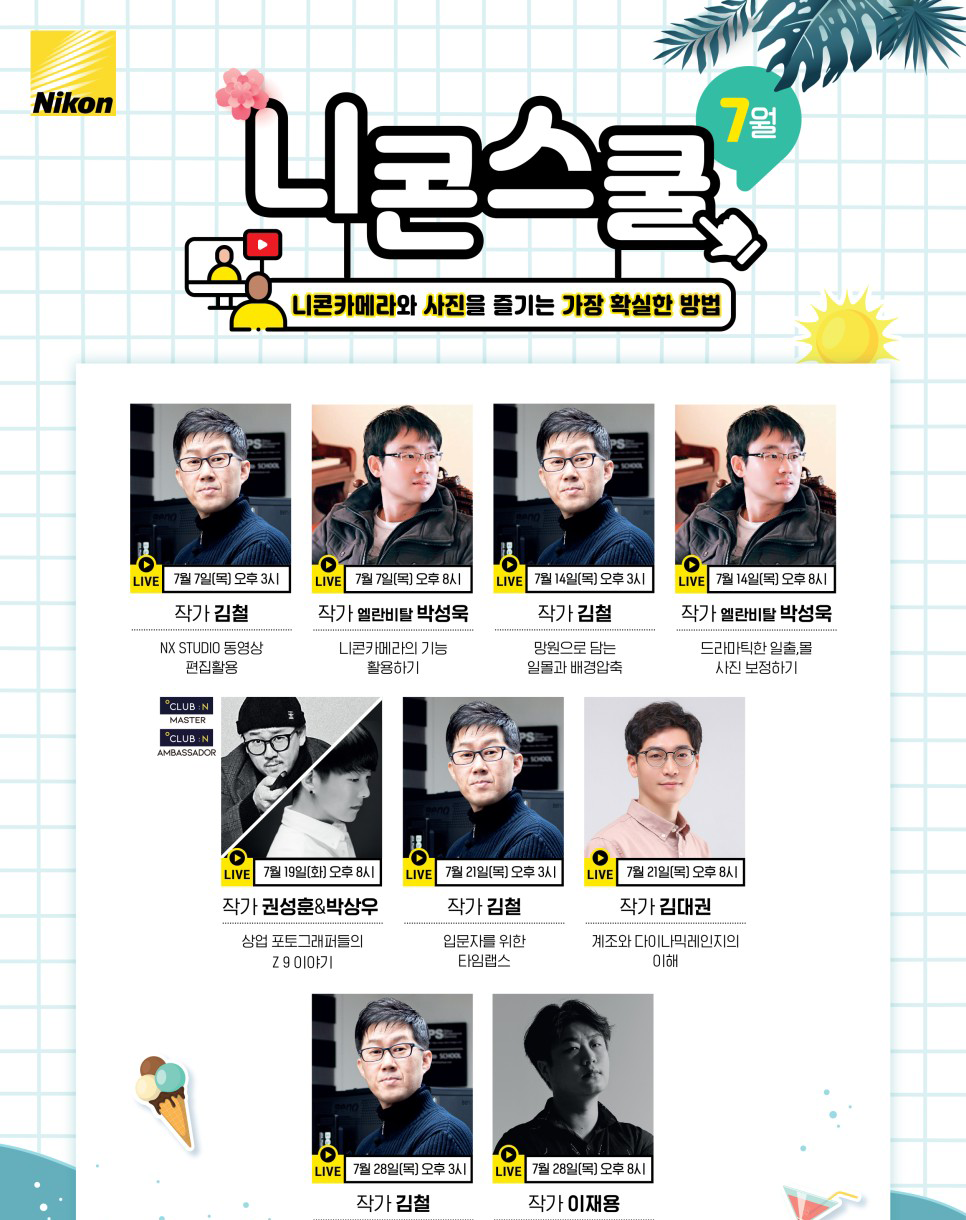 Nikon
7월
니콘스쿨
니콘카메라와 사진을 즐기는 가장 확실한 방법
LIVE 7월 7일(목) 오후 3시
작가 김철
NX STUDIO 동영상
편집활용
LIVE 7월 7일(목) 오후 8시
작가 엘란비탈 박성욱
니콘카메라의 기능
활용하기
LIVE 7월 14일(목) 오후 3시
작가 김철
망원으로 담는
일몰과 배경압축
LIVE 7월 14일(목) 오후 8시
작가 엘란비탈 박성욱
드라마틱한 일출,몰
사진 보정하기
CLUB : N
MASTER
CLUB : N
AMBASSADOR
LIVE 7월 19일(화) 오후 8시
작가 권성훈&박상우
상업 포토그래퍼들의
Z 9 이야기
LIVE 7월 21일(목) 오후 3시
작가 김철
입문자를 위한
타임랩스
LIVE 7월 21일(목) 오후 8시
작가 김대권
계조와 다이나믹레인지의
이해
LIVE 7월 28일(목) 오후 3시
작가 김철
LIVE 7월 28일(목) 오후 8시
작가 이재용